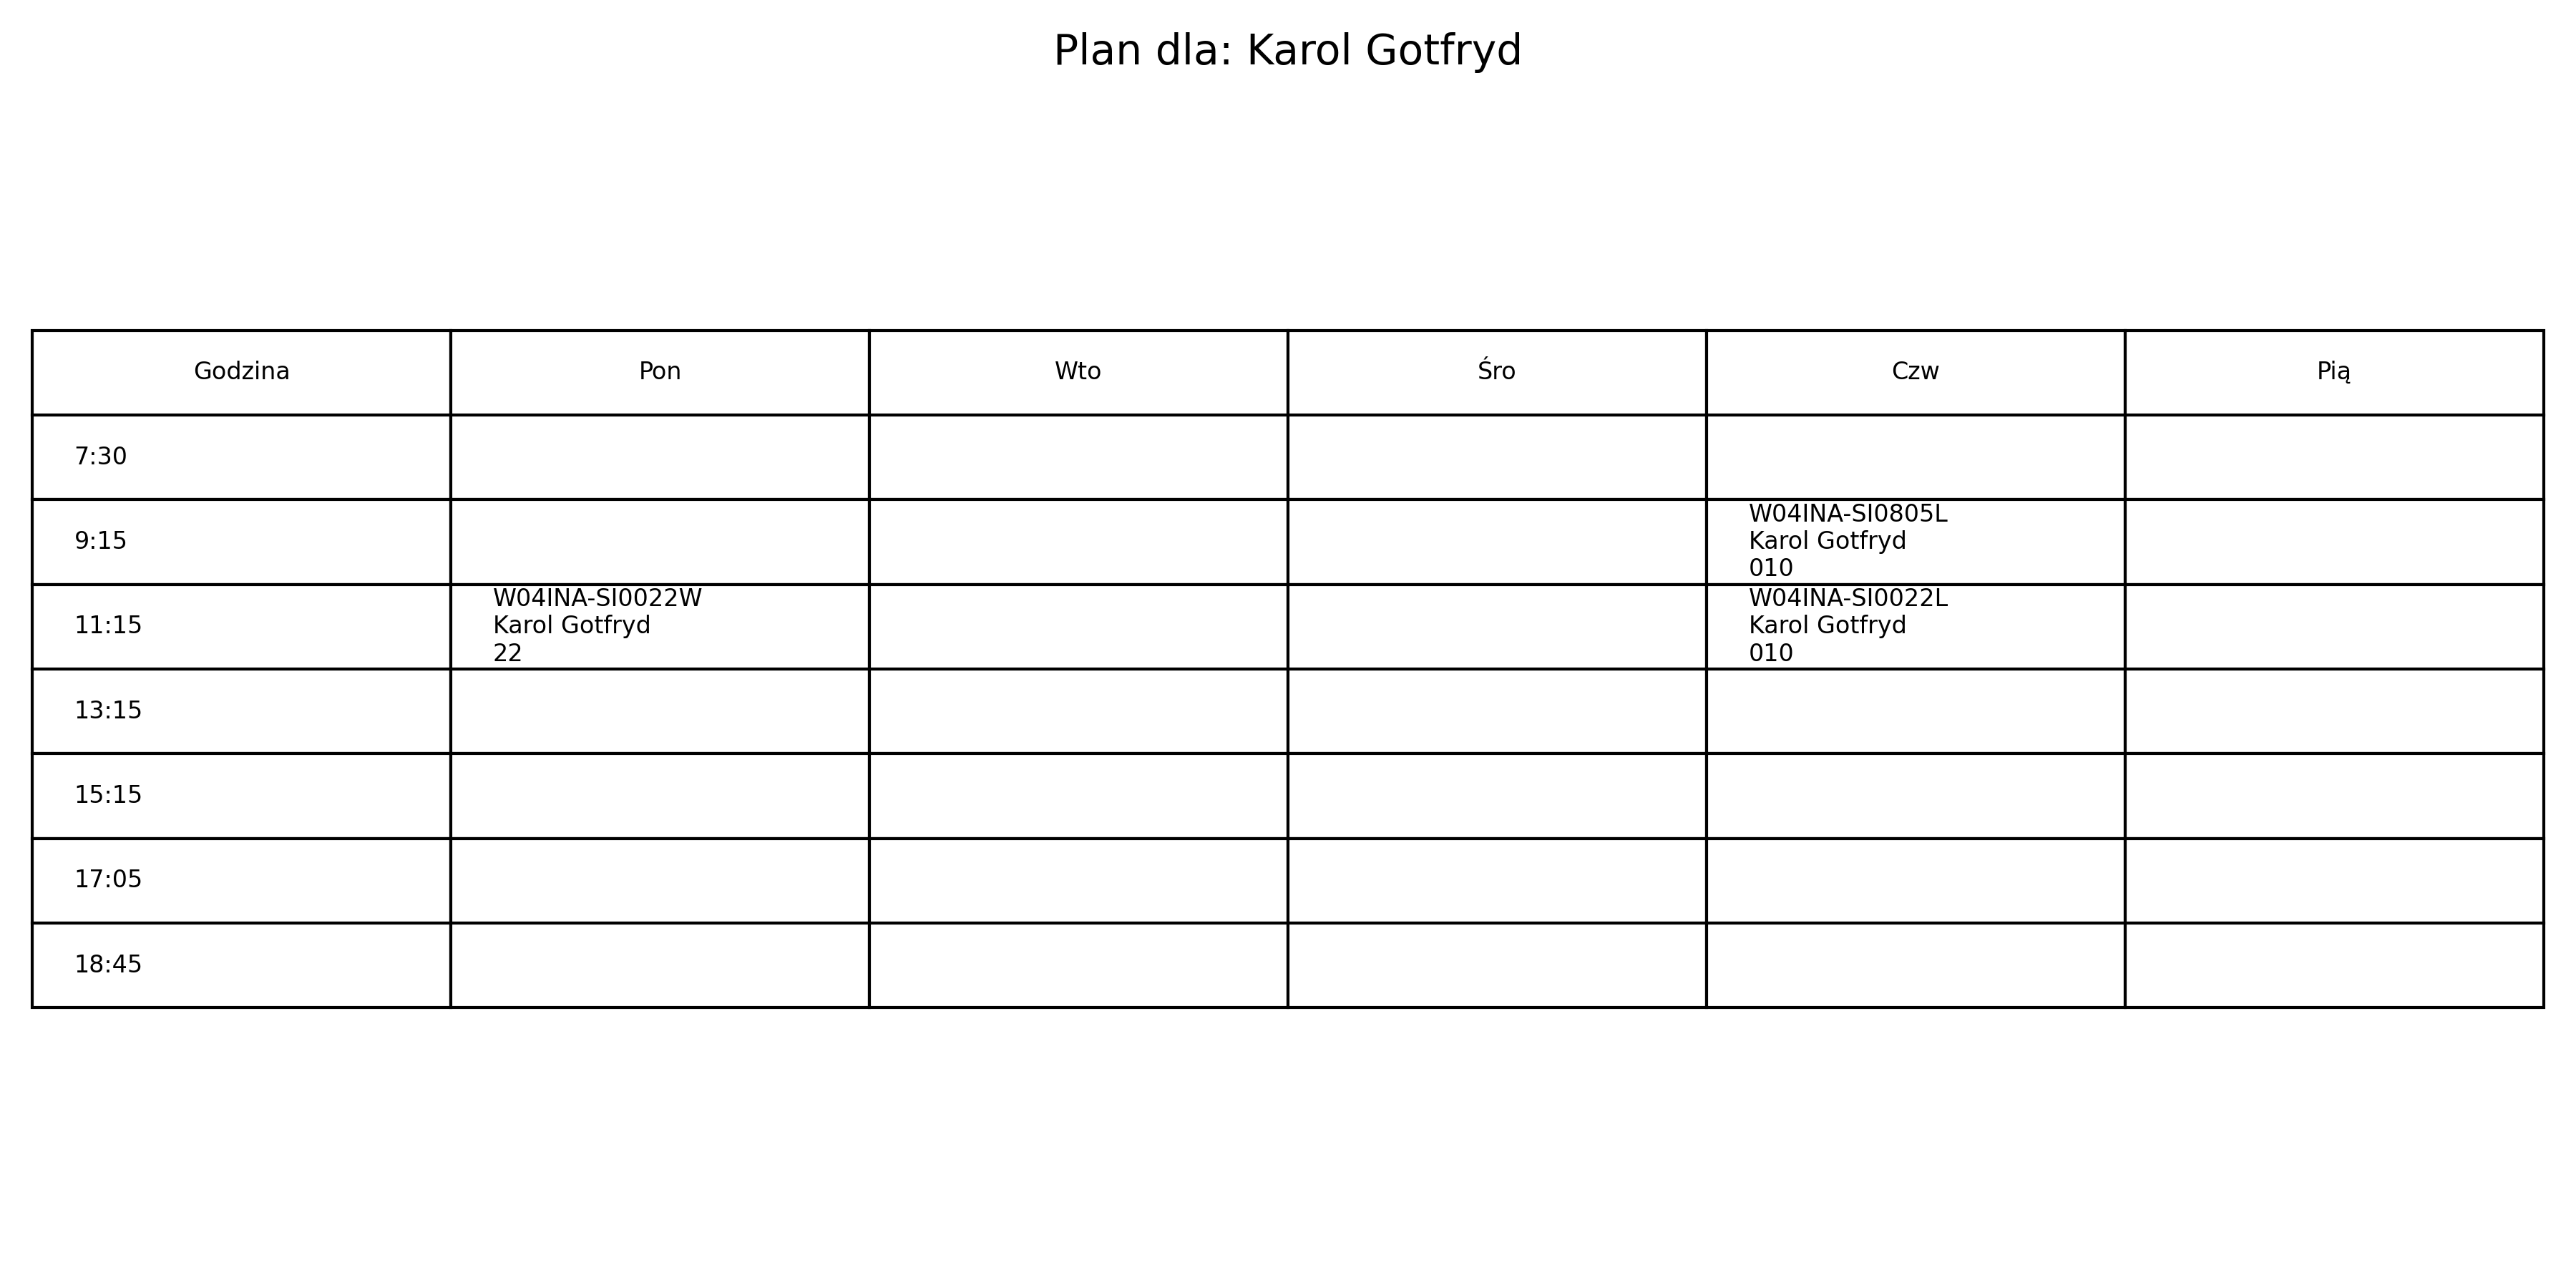 Plan dla: Karol Gotfryd
Godzina Pon Wto Śro Czw Pią
7:30
9:15
W04INA-SI0805L
Karol Gotfryd
010
11:15
W04INA-SI0022W
Karol Gotfryd
22
W04INA-SI0022L
Karol Gotfryd
010
13:15
15:15
17:05
18:45